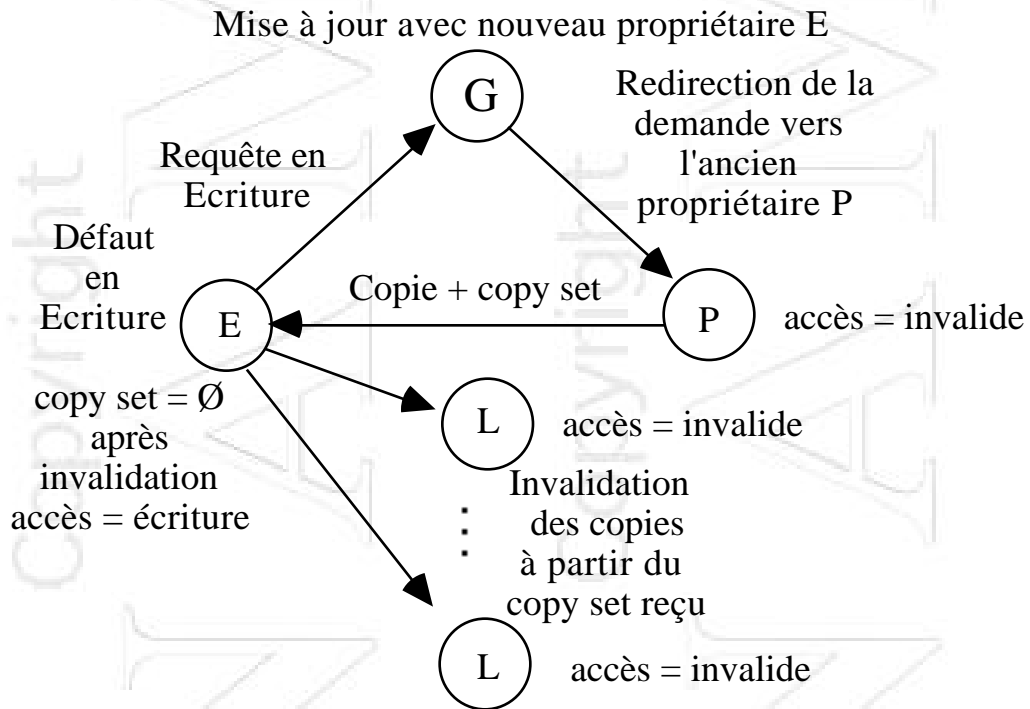 Mise à jour avec nouveau propriétaire E
G
Redirection de la
demande vers
l'ancien
propriétaire P
Requête en
Ecriture
Défaut
en
Ecriture
E
Copie + copy set
P
accès = invalide
copy set = Ø
après
invalidation
accès = écriture
L
accès = invalide
Invalidation
des copies
à partir du
copy set reçu
L
accès = invalide
Copyright
Copyright